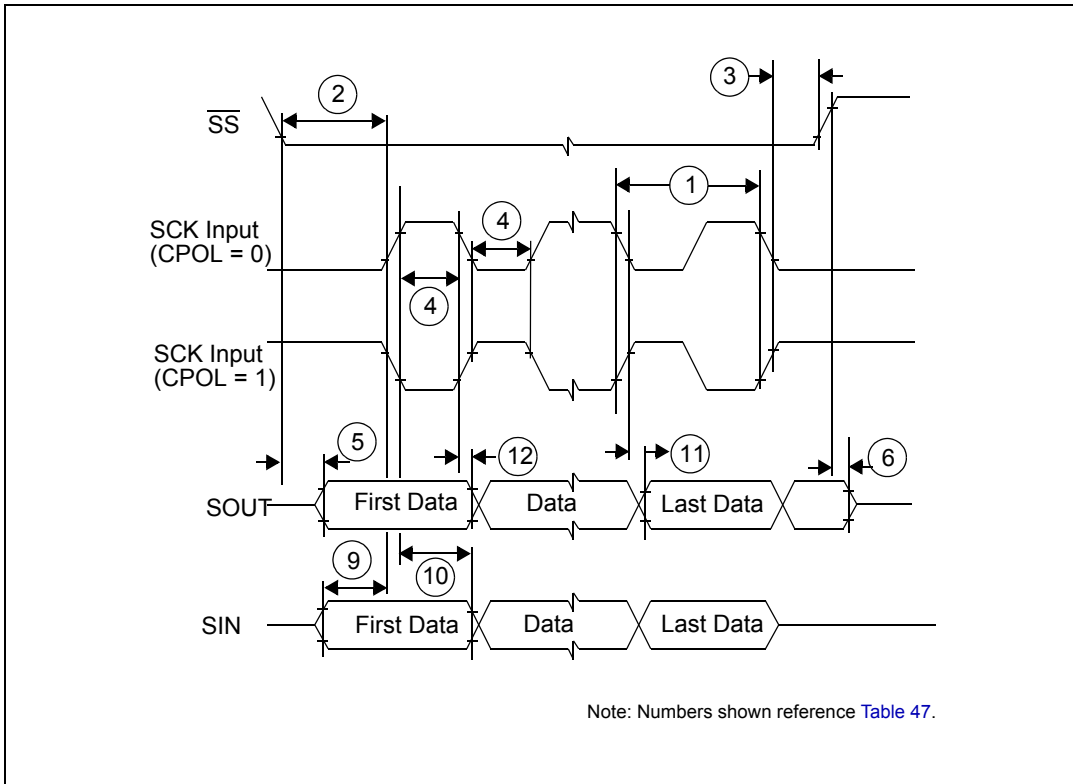 3
2
SS
1
SCK Input
(CPOL = 0)
4
4
SCK Input
(CPOL = 1)
5
12
11
6
SOUT
First Data
Data
Last Data
9
10
SIN
First Data
Data
Last Data
Note: Numbers shown reference Table 47.